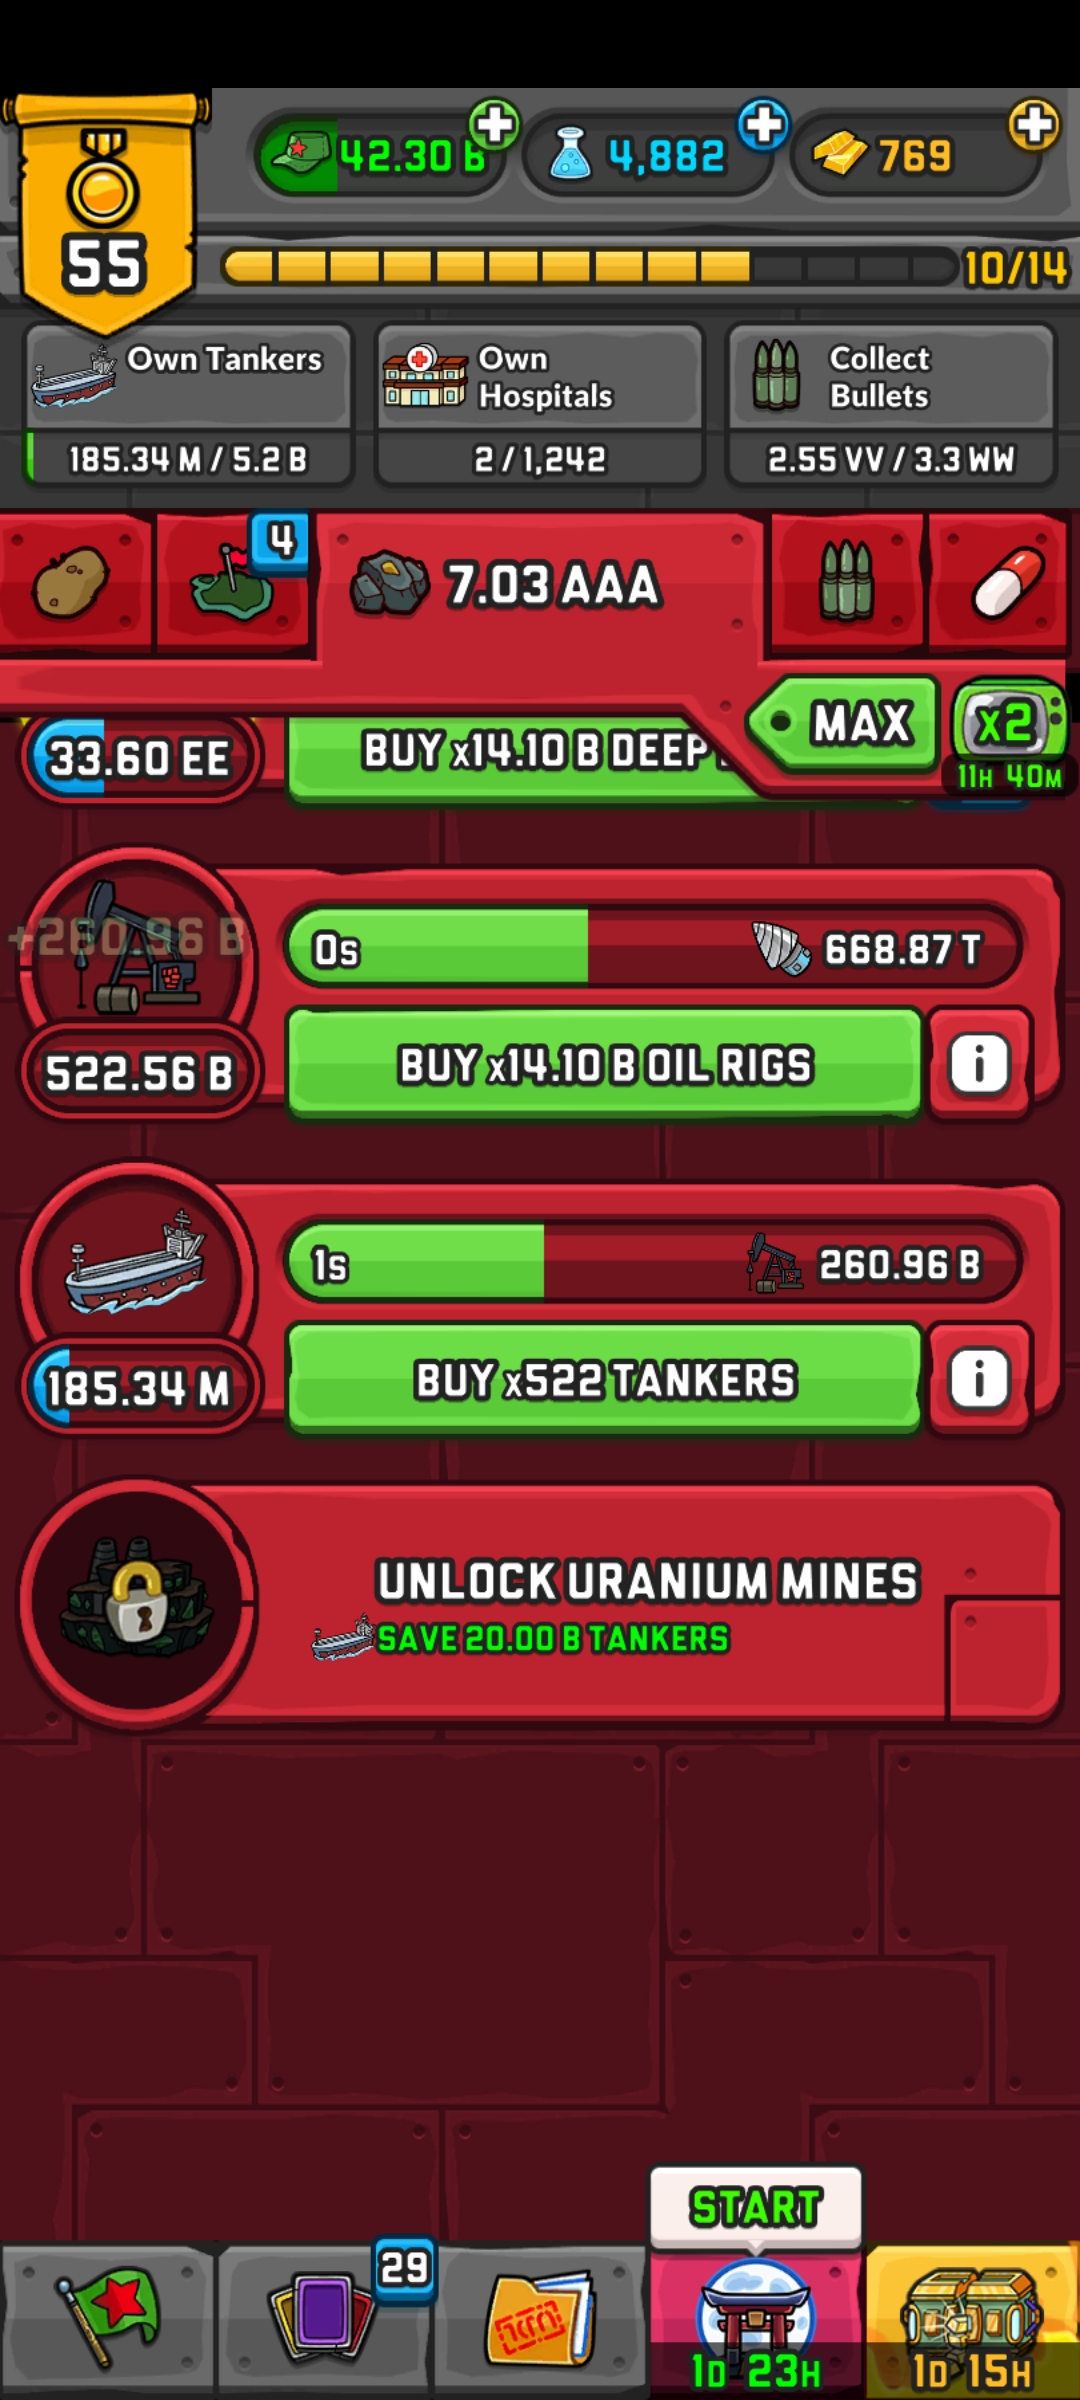 42.30 B
4,882
769
55
10/14
Own Tankers
185.34 M / 5.2 B
Own
Hospitals
2 / 1,242
Collect
Bullets
2.55 VV / 3.3 WW
4
7.03 AAA
MAX
x2
11H 40M
33.60 EE
BUY x14.10 B DEEP
+260.96 B
0s
668.87 T
522.56 B
BUY x14.10 B OIL RIGS
i
1s
260.96 B
185.34 M
BUY x522 TANKERS
i
UNLOCK URANIUM MINES
SAVE 20.00 B TANKERS
START
29
1D 23H
1D 15H